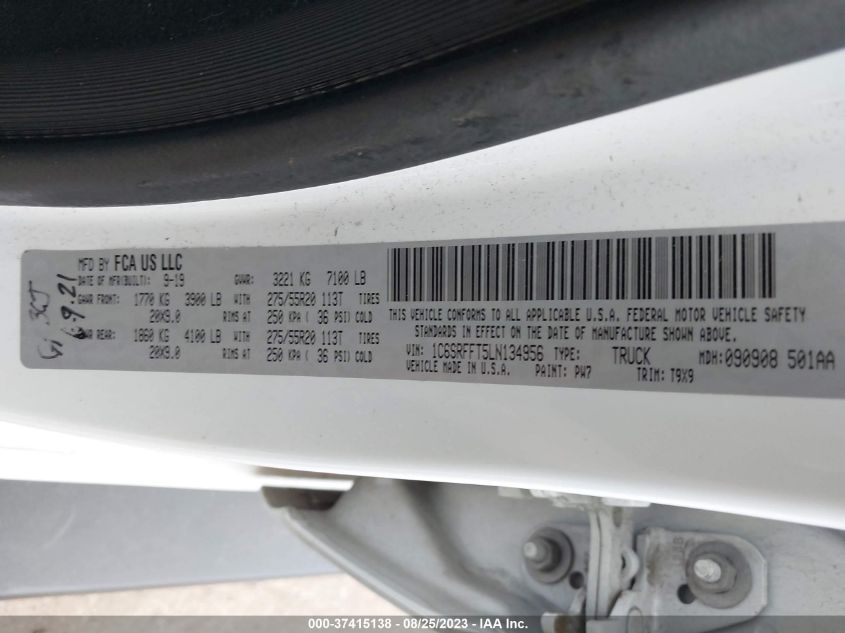 MFD BY FCA US LLC
DATE OF MFR(BUILT): 9-19 GVWR: 3221 KG 7100 LB
GAWR FRONT: 1770 KG 3900 LB WITH 275/55R20 113T TIRES
20X9.0 RIMS AT 250 KPA ( 36 PSI) COLD
GAWR REAR: 1860 KG 4100 LB WITH 275/55R20 113T TIRES
20X9.0 RIMS AT 250 KPA ( 36 PSI) COLD
9.21
THIS VEHICLE CONFORMS TO ALL APPLICABLE U.S.A. FEDERAL MOTOR VEHICLE SAFETY
STANDARDS IN EFFECT ON THE DATE OF MANUFACTURE SHOWN ABOVE.
VIN: 1C6SRFFT5LN134956 TYPE: TRUCK MDH: 090908 501AA
VEHICLE MADE IN U.S.A. PAINT: PW7 TRIM: T9X9
000-37415138 - 08/25/2023 - IAA Inc.